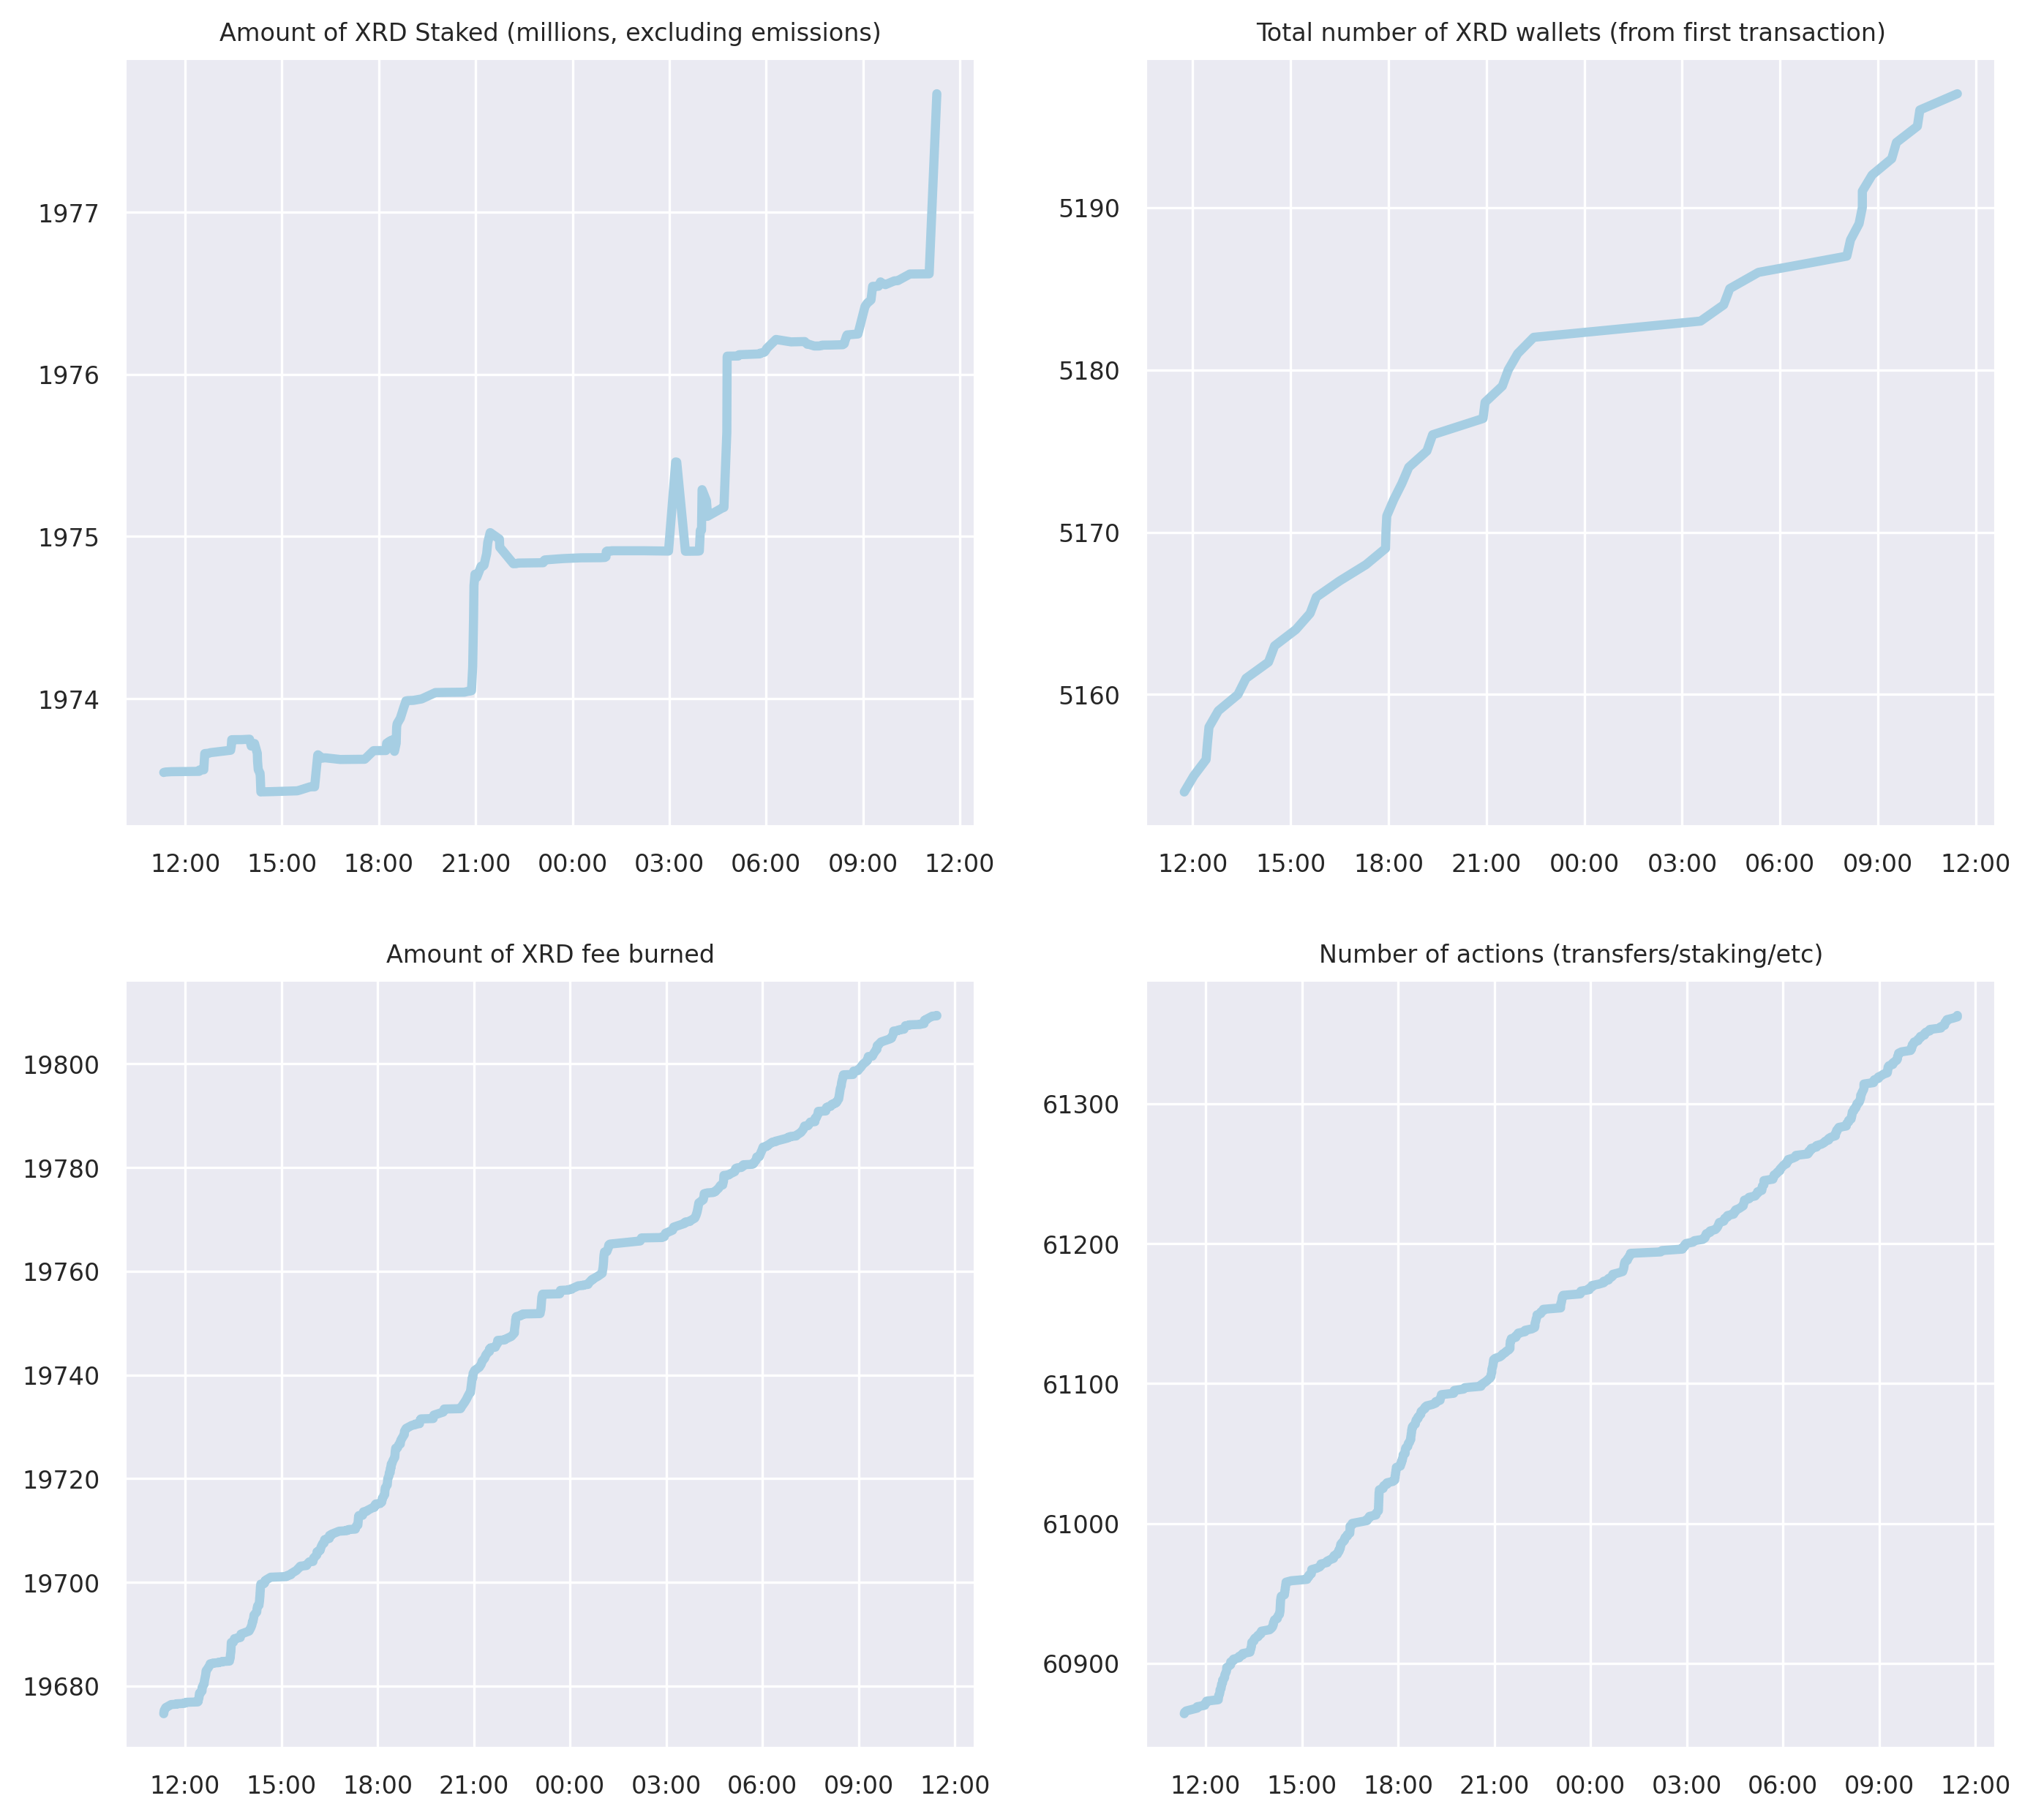 Amount of XRD Staked (millions, excluding emissions)
1977
1976
1975
1974
12:00 15:00 18:00 21:00 00:00 03:00 06:00 09:00 12:00
Total number of XRD wallets (from first transaction)
5190
5180
5170
5160
12:00 15:00 18:00 21:00 00:00 03:00 06:00 09:00 12:00
Amount of XRD fee burned
19800
19780
19760
19740
19720
19700
19680
12:00 15:00 18:00 21:00 00:00 03:00 06:00 09:00 12:00
Number of actions (transfers/staking/etc)
61300
61200
61100
61000
60900
12:00 15:00 18:00 21:00 00:00 03:00 06:00 09:00 12:00